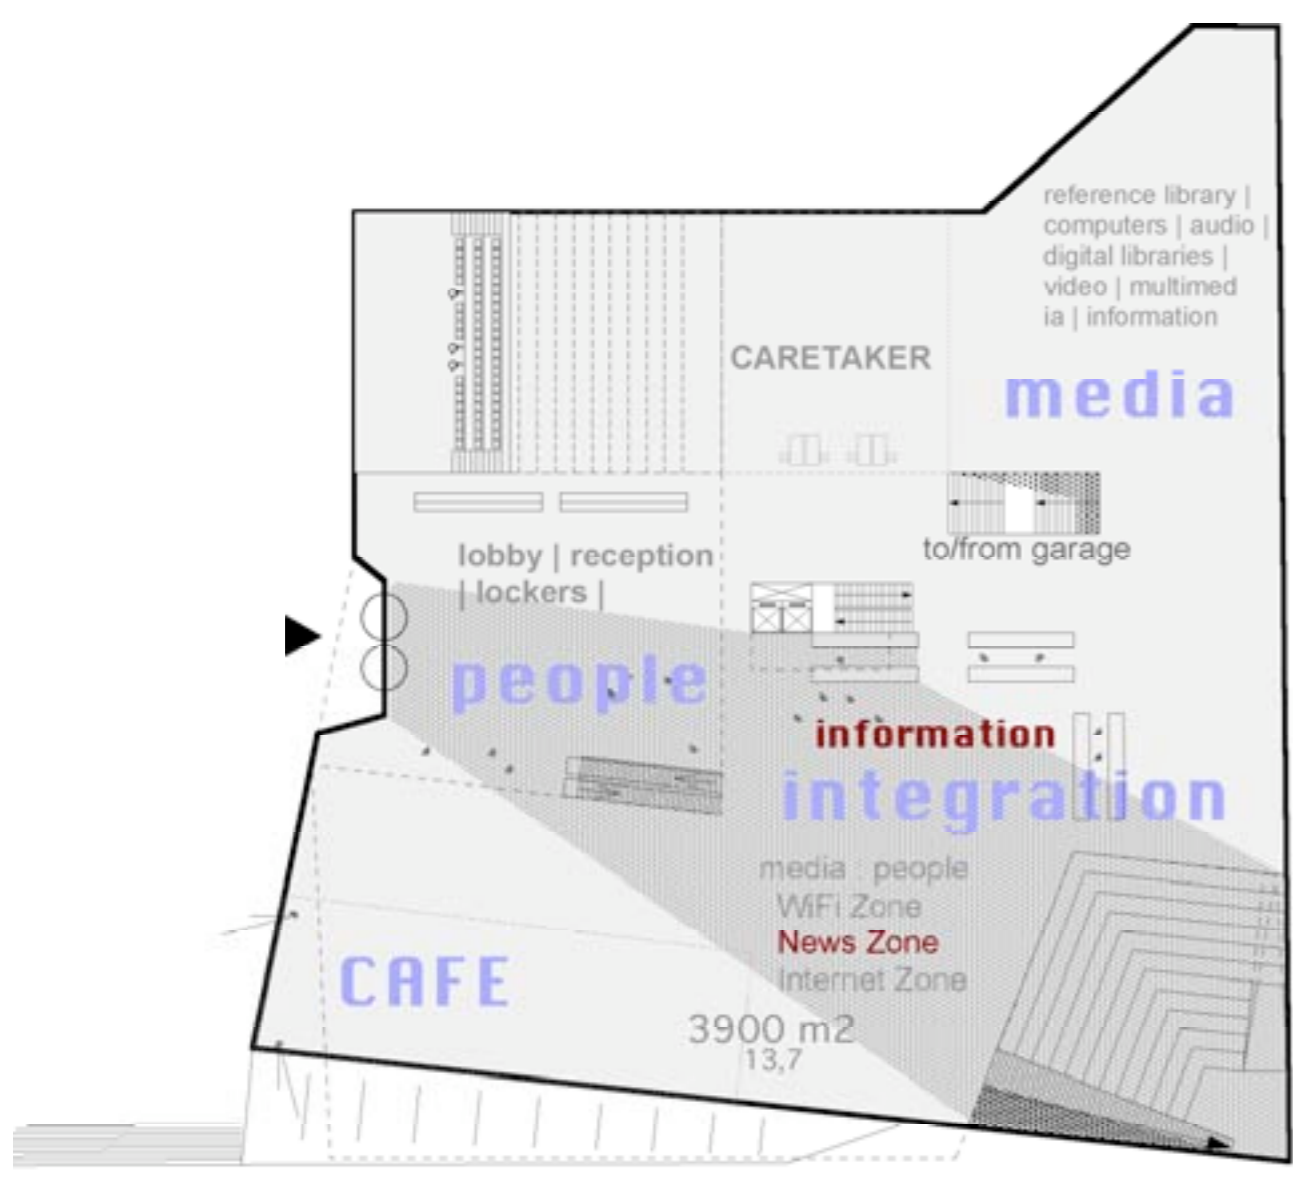 reference library |
computers | audio |
digital libraries |
video | multimed
ia | information
CARETAKER
media
to/from garage
lobby | reception
| lockers |
people
information
integration
media : people
WiFi Zone
News Zone
Internet Zone
CAFE
3900 m2
13,7